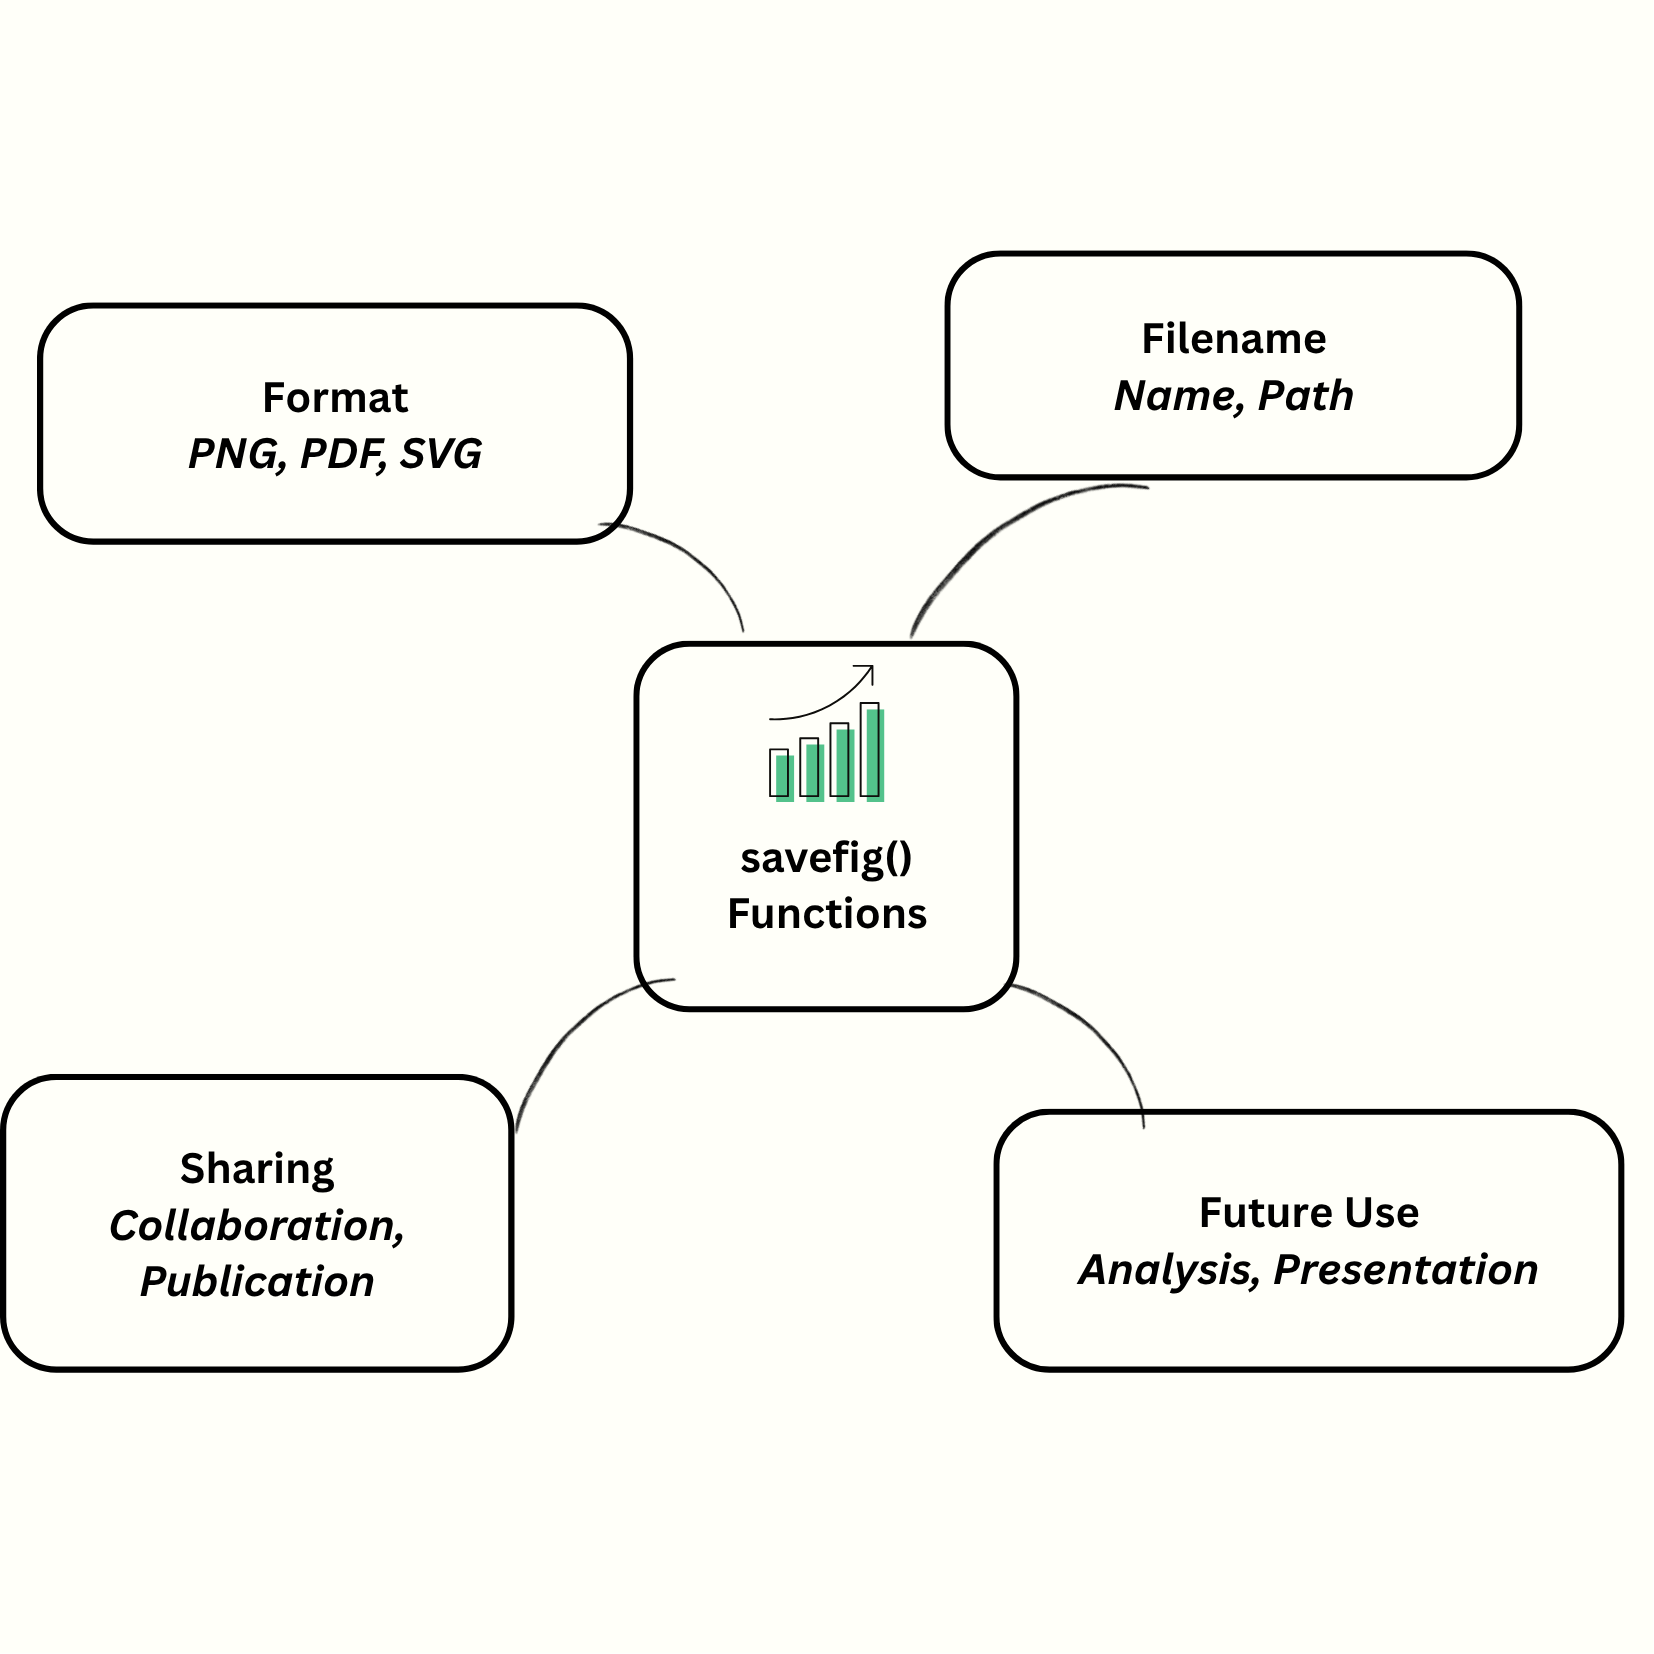 Format
PNG, PDF, SVG
Filename
Name, Path
savefig()
Functions
Sharing
Collaboration,
Publication
Future Use
Analysis, Presentation